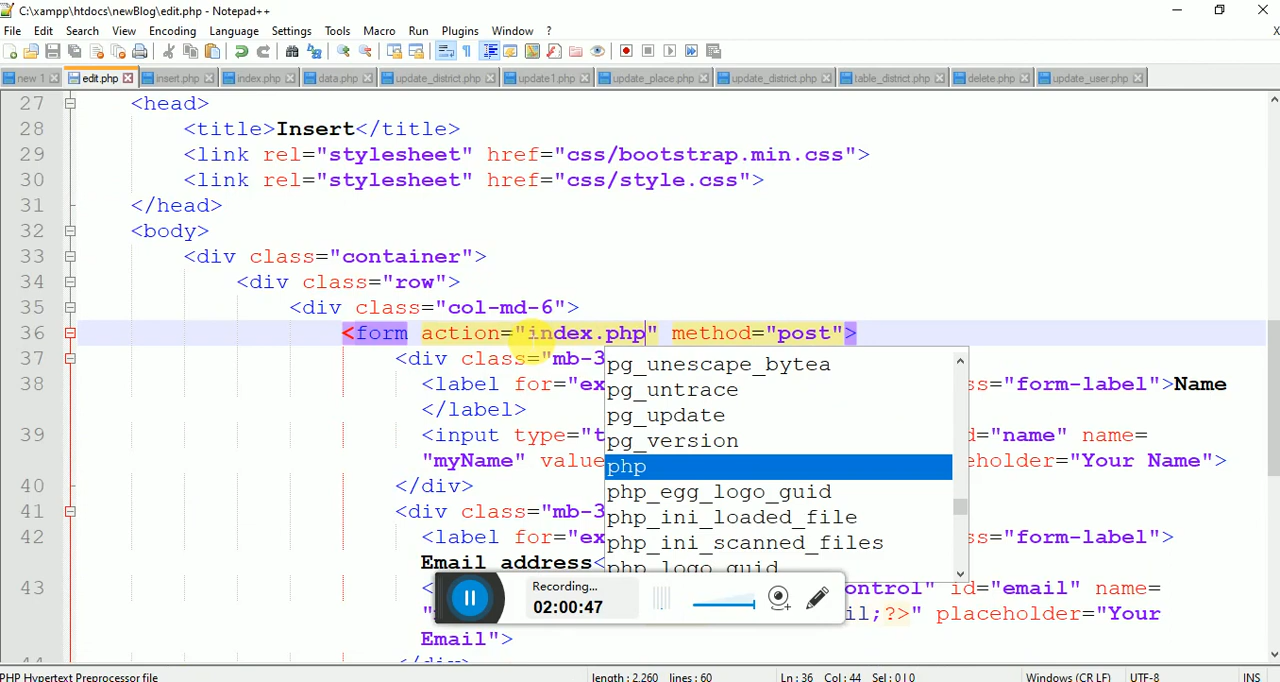 C:\xampp\htdocs\newBlog\edit.php - Notepad++
File Edit Search View Encoding Language Settings Tools Macro Run Plugins Window ? X
new 1 edit.php insert.php index.php data.php update_district.php update1.php update_place.php update_district.php table_district.php delete.php update_user.php
27 <head>
28 <title>Insert</title>
29 <link rel="stylesheet" href="css/bootstrap.min.css">
30 <link rel="stylesheet" href="css/style.css">
31 </head>
32 <body>
33 <div class="container">
34 <div class="row">
35 <div class="col-md-6">
36 <form action="index.php" method="post">
37 <div class="mb-3
pg_unescape_bytea
38 <label for="ex ss="form-label">Name
pg_untrace
</label>
pg_update
39 <input type="t d="name" name=
pg_version
"myName" value eholder="Your Name">
php
40 </div>
php_egg_logo_guid
41 <div class="mb-3
php_ini_loaded_file
42 <label for="ex ss="form-label">
php_ini_scanned_files
Email address<
php_logo_guid
43 < ontrol" id="email" name=
il;?>" placeholder="Your
Email">
Recording...
02:00:47
PHP Hypertext Preprocessor file length : 2,260 lines : 60 Ln : 36 Col : 44 Sel : 0 | 0 Windows (CR LF) UTF-8 INS